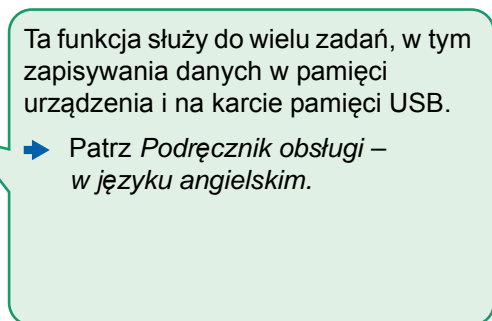 Ta funkcja służy do wielu zadań, w tym
zapisywania danych w pamięci
urządzenia i na karcie pamięci USB.
Patrz Podręcznik obsługi –
w języku angielskim.